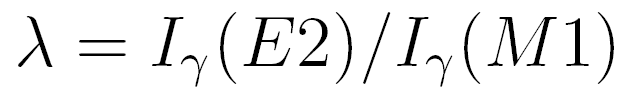 λ = I_γ(E2)/I_γ(M1)